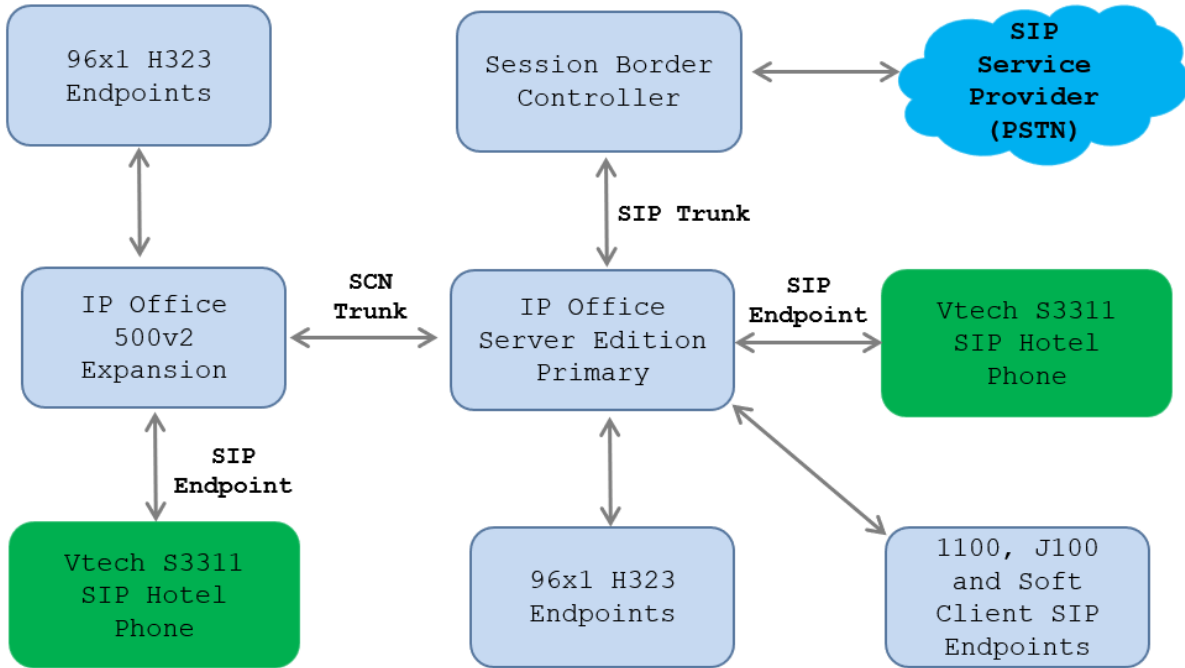 96x1 H323
Endpoints
Session Border
Controller
SIP
Service
Provider
(PSTN)
SIP Trunk
IP Office
500v2
Expansion
SCN
Trunk
IP Office
Server Edition
Primary
SIP
Endpoint
Vtech S3311
SIP Hotel
Phone
SIP
Endpoint
Vtech S3311
SIP Hotel
Phone
96x1 H323
Endpoints
1100, J100
and Soft
Client SIP
Endpoints